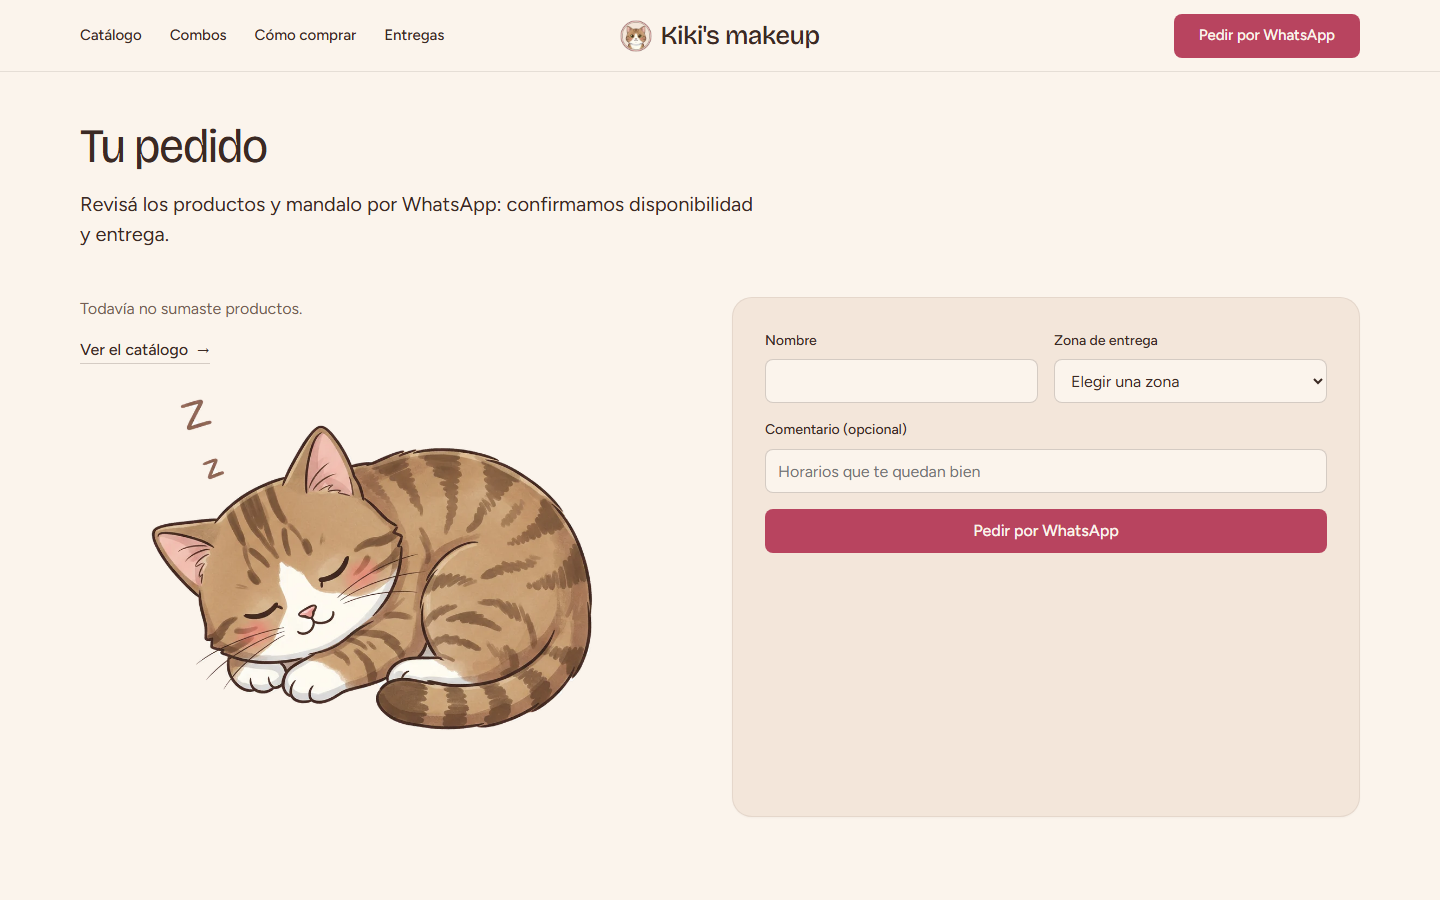 Catálogo
Combos
Cómo comprar
Entregas
Kiki's makeup
Pedir por WhatsApp
Tu pedido
Revisá los productos y mandalo por WhatsApp: confirmamos disponibilidad
y entrega.
Todavía no sumaste productos.
Ver el catálogo →
Z
Z
Nombre
Zona de entrega
Elegir una zona
Comentario (opcional)
Horarios que te quedan bien
Pedir por WhatsApp